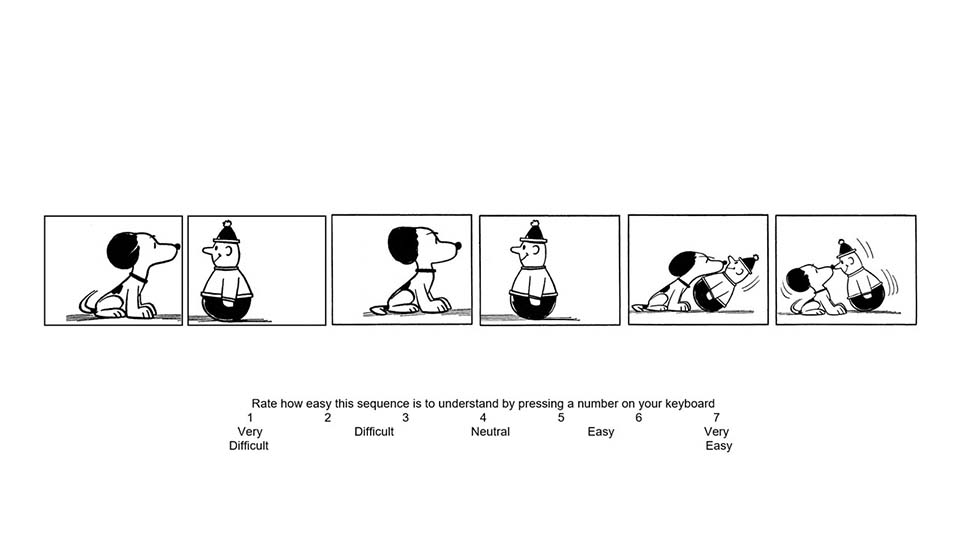 Rate how easy this sequence is to understand by pressing a number on your keyboard
1 2 3 4 5 6 7
Very Difficult Neutral Easy Very
Difficult Easy